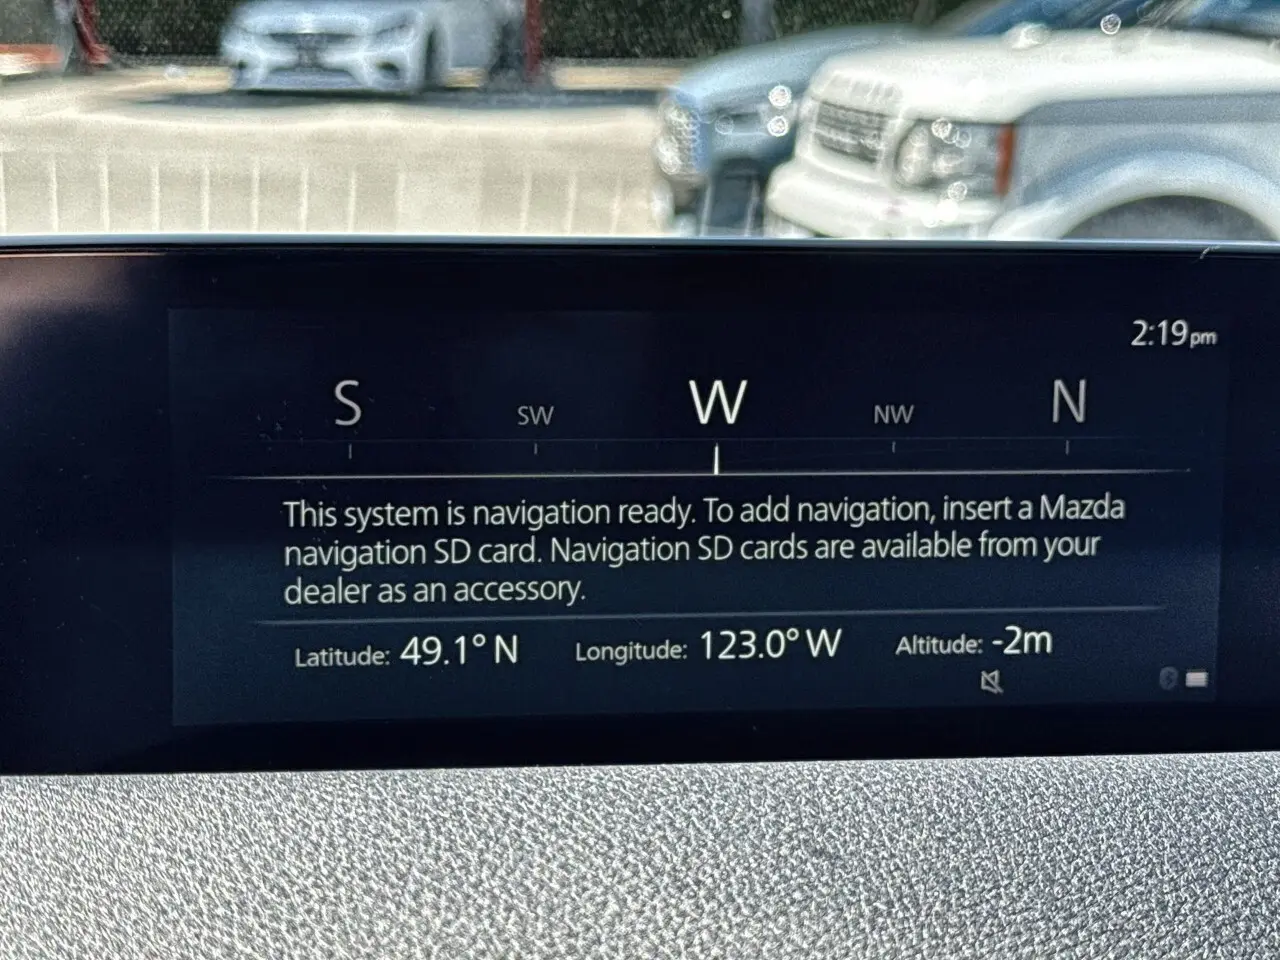 2:19pm
S SW W NW N
This system is navigation ready. To add navigation, insert a Mazda
navigation SD card. Navigation SD cards are available from your
dealer as an accessory.
Latitude: 49.1° N Longitude: 123.0° W Altitude: -2m